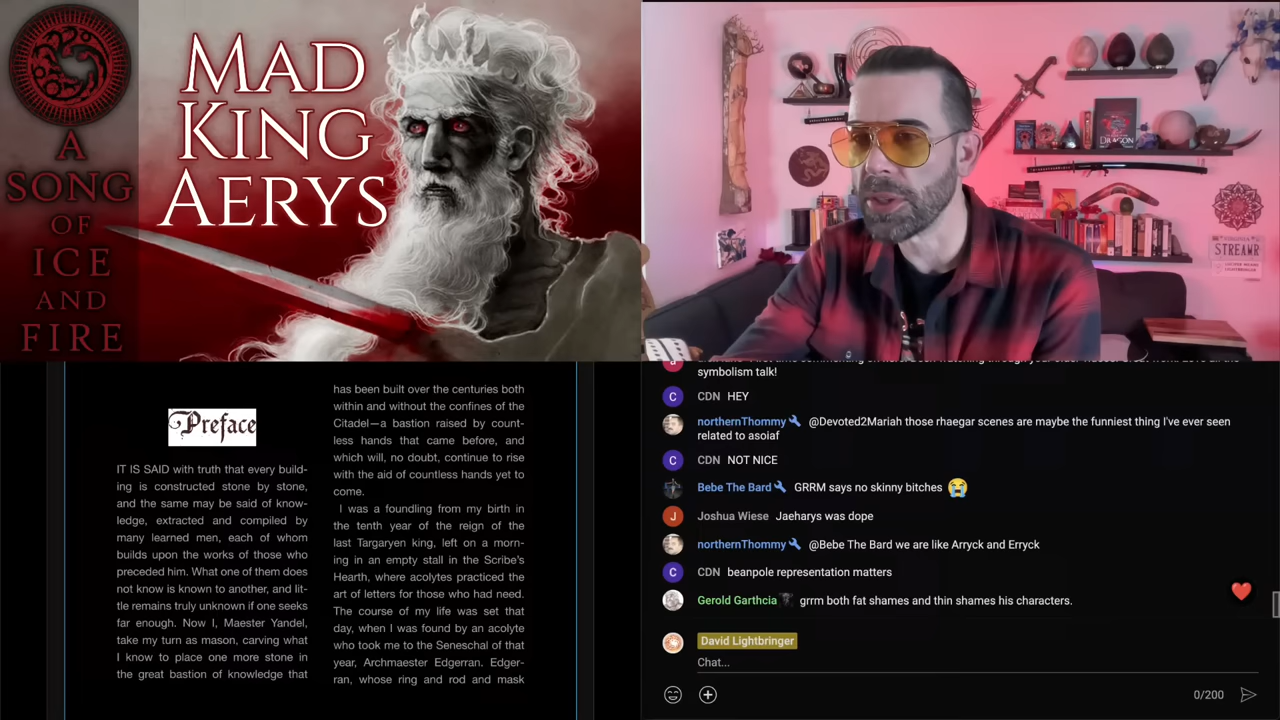 A
SONG
OF
ICE
AND
FIRE
MAD
KING
AERYS
DRAGON
STREAWR
Preface
IT IS SAID with truth that every build-
ing is constructed stone by stone,
and the same may be said of know-
ledge, extracted and compiled by
many learned men, each of whom
builds upon the works of those who
preceded him. What one of them does
not know is known to another, and lit-
tle remains truly unknown if one seeks
far enough. Now I, Maester Yandel,
take my turn as mason, carving what
I know to place one more stone in
the great bastion of knowledge that
has been built over the centuries both
within and without the confines of the
Citadel—a bastion raised by count-
less hands that came before, and
which will, no doubt, continue to rise
with the aid of countless hands yet to
come.
I was a foundling from my birth in
the tenth year of the reign of the
last Targaryen king, left on a morn-
ing in an empty stall in the Scribe's
Hearth, where acolytes practiced the
art of letters for those who had need.
The course of my life was set that
day, when I was found by an acolyte
who took me to the Seneschal of that
year, Archmaester Edgerran. Edger-
ran, whose ring and rod and mask
symbolism talk!
CDN HEY
northernThommy @Devoted2Mariah those rhaegar scenes are maybe the funniest thing I've ever seen
related to asoiaf
CDN NOT NICE
Bebe The Bard GRRM says no skinny bitches 😭
Joshua Wiese Jaeharys was dope
northernThommy @Bebe The Bard we are like Arryck and Erryck
CDN beanpole representation matters
Gerold Garthcia grrm both fat shames and thin shames his characters.
David Lightbringer
Chat...
0/200